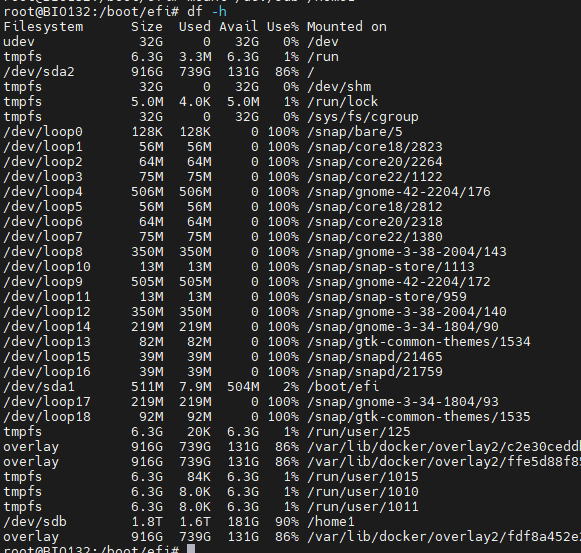 root@BIO132:/boot/efi# df -h
Filesystem Size Used Avail Use% Mounted on
udev 32G 0 32G 0% /dev
tmpfs 6.3G 3.3M 6.3G 1% /run
/dev/sda2 916G 739G 131G 86% /
tmpfs 32G 0 32G 0% /dev/shm
tmpfs 5.0M 4.0K 5.0M 1% /run/lock
tmpfs 32G 0 32G 0% /sys/fs/cgroup
/dev/loop0 128K 128K 0 100% /snap/bare/5
/dev/loop1 56M 56M 0 100% /snap/core18/2823
/dev/loop2 64M 64M 0 100% /snap/core20/2264
/dev/loop3 75M 75M 0 100% /snap/core22/1122
/dev/loop4 506M 506M 0 100% /snap/gnome-42-2204/176
/dev/loop5 56M 56M 0 100% /snap/core18/2812
/dev/loop6 64M 64M 0 100% /snap/core20/2318
/dev/loop7 75M 75M 0 100% /snap/core22/1380
/dev/loop8 350M 350M 0 100% /snap/gnome-3-38-2004/143
/dev/loop10 13M 13M 0 100% /snap/snap-store/1113
/dev/loop9 505M 505M 0 100% /snap/gnome-42-2204/172
/dev/loop11 13M 13M 0 100% /snap/snap-store/959
/dev/loop12 350M 350M 0 100% /snap/gnome-3-38-2004/140
/dev/loop14 219M 219M 0 100% /snap/gnome-3-34-1804/90
/dev/loop13 82M 82M 0 100% /snap/gtk-common-themes/1534
/dev/loop15 39M 39M 0 100% /snap/snapd/21465
/dev/loop16 39M 39M 0 100% /snap/snapd/21759
/dev/sda1 511M 7.9M 504M 2% /boot/efi
/dev/loop17 219M 219M 0 100% /snap/gnome-3-34-1804/93
/dev/loop18 92M 92M 0 100% /snap/gtk-common-themes/1535
tmpfs 6.3G 20K 6.3G 1% /run/user/125
overlay 916G 739G 131G 86% /var/lib/docker/overlay2/c2e30cedd
overlay 916G 739G 131G 86% /var/lib/docker/overlay2/ffe5d88f8
tmpfs 6.3G 84K 6.3G 1% /run/user/1015
tmpfs 6.3G 8.0K 6.3G 1% /run/user/1010
tmpfs 6.3G 8.0K 6.3G 1% /run/user/1011
/dev/sdb 1.8T 1.6T 181G 90% /home1
overlay 916G 739G 131G 86% /var/lib/docker/overlay2/fdf8a452e
root@BIO132:/boot/efi#